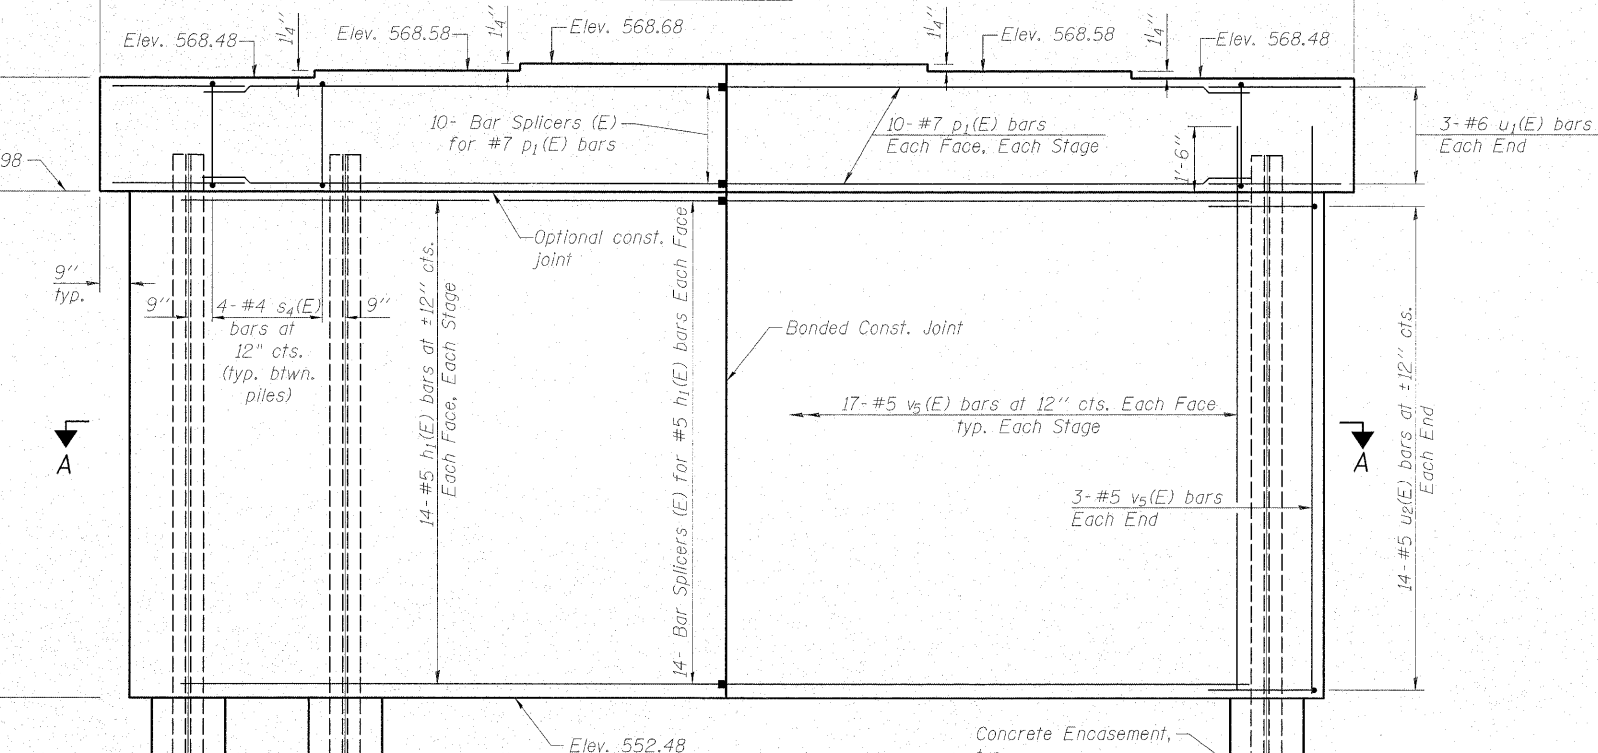 Elev. 568.48
1¼"
Elev. 568.58
1¼"
Elev. 568.68
1¼"
Elev. 568.58
1¼"
Elev. 568.48
10- Bar Splicers (E)
for #7 p1(E) bars
10-#7 p1(E) bars
Each Face, Each Stage
1'-6"
3-#6 u1(E) bars
Each End
98
Optional const.
joint
9"
typ.
9"
4-#4 s4(E)
bars at
12" cts.
(typ. btwn.
piles)
9"
14-#5 h1(E) bars at ±12" cts.
Each Face, Each Stage
14- Bar Splicers (E) for #5 h1(E) bars Each Face
Bonded Const. Joint
17-#5 v5(E) bars at 12" cts. Each Face
typ. Each Stage
3-#5 v5(E) bars
Each End
14-#5 u2(E) bars at ±12" cts.
Each End
A
A
Elev. 552.48
Concrete Encasement,